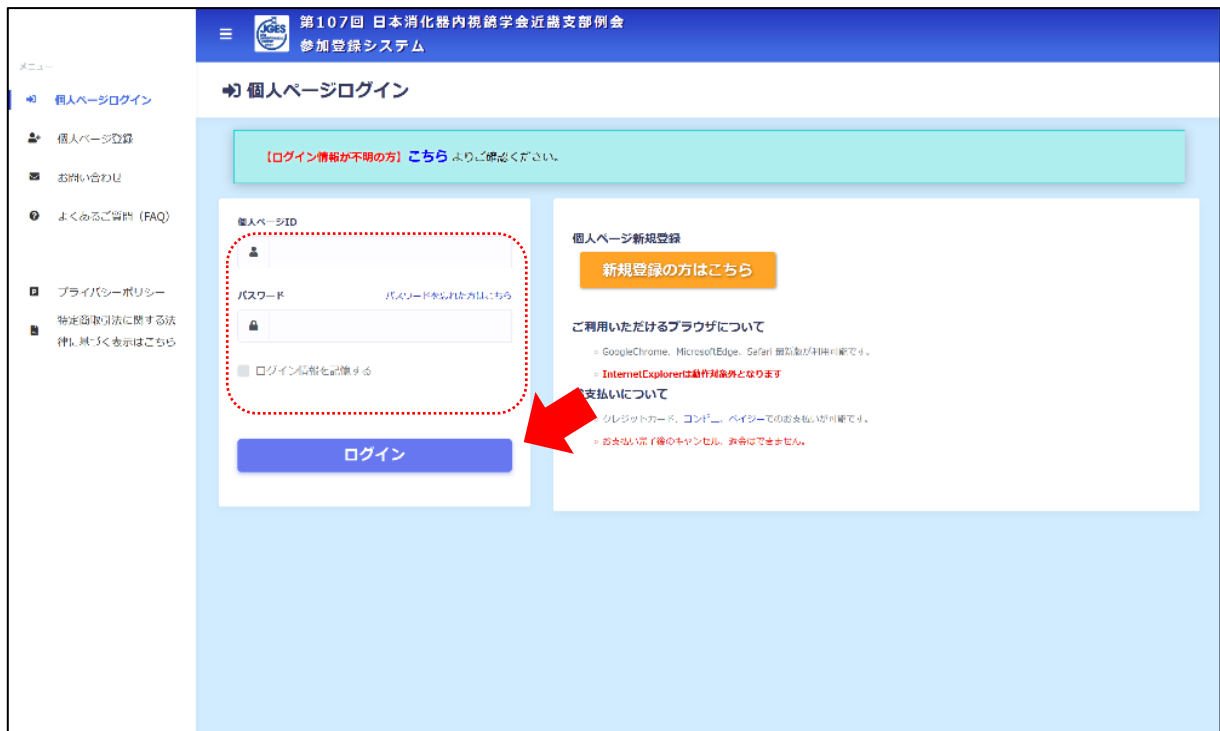 第107回 日本消化器内視鏡学会近畿支部例会
参加登録システム
JGES
メニュー
個人ページログイン
個人ページ登録
お問い合わせ
よくあるご質問 (FAQ)
プライバシーポリシー
特定商取引法に関する法
律に基づく表示はこちら
個人ページログイン
【ログイン情報が不明の方】こちら よりご確認ください。
個人ページID
パスワード
パスワードを忘れた方はこちら
ログイン情報を記憶する
ログイン
個人ページ新規登録
新規登録の方はこちら
ご利用いただけるブラウザについて
GoogleChrome、MicrosoftEdge、Safari 最新版が利用可能です。
InternetExplorerは動作対象外となります
支払いについて
クレジットカード、コンビニ、ペイジーでのお支払いが可能です。
お支払い完了後のキャンセル、返金はできません。